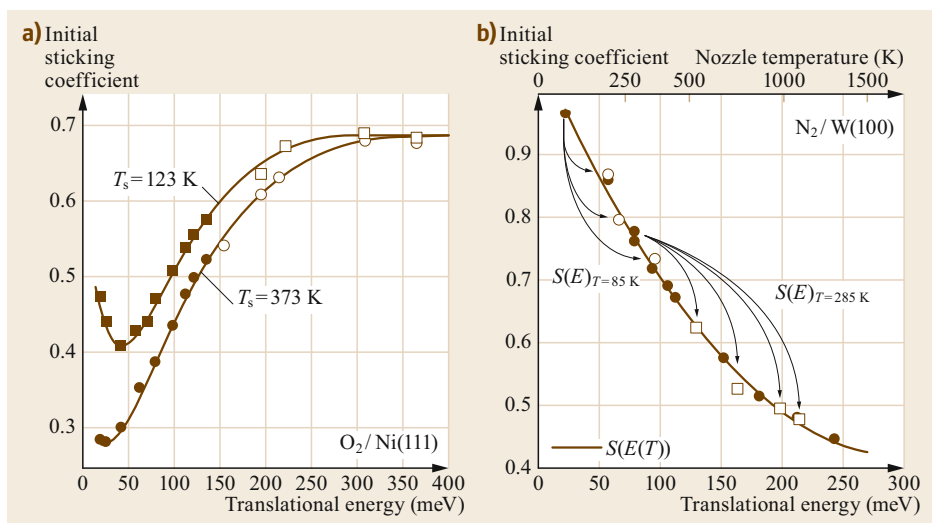 a) Initial
sticking
coefficient
0.7
0.6
0.5
0.4
0.3
Ts = 123 K
Ts = 373 K
O2 / Ni(111)
0 50 100 150 200 250 300 350 400
Translational energy (meV)
b) Initial
sticking coefficient Nozzle temperature (K)
0 250 500 1000 1500
N2 / W(100)
0.9
0.8
0.7
0.6
0.5
0.4
S(E)T = 85 K
S(E)T = 285 K
S(E(T))
0 50 100 150 200 250 300
Translational energy (meV)